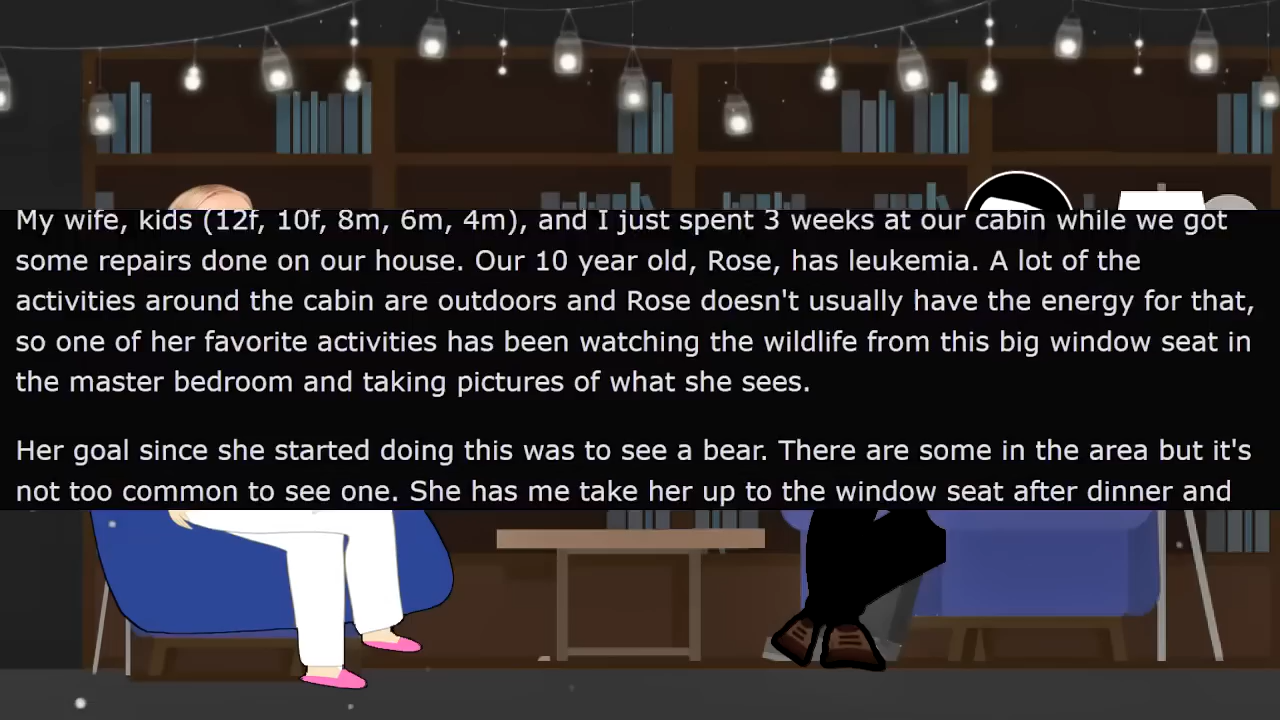 My wife, kids (12f, 10f, 8m, 6m, 4m), and I just spent 3 weeks at our cabin while we got
some repairs done on our house. Our 10 year old, Rose, has leukemia. A lot of the
activities around the cabin are outdoors and Rose doesn't usually have the energy for that,
so one of her favorite activities has been watching the wildlife from this big window seat in
the master bedroom and taking pictures of what she sees.
Her goal since she started doing this was to see a bear. There are some in the area but it's
not too common to see one. She has me take her up to the window seat after dinner and